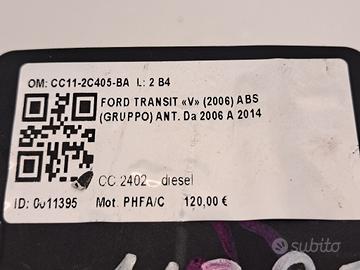 OM: CC11-2C405-BA I.: 2 B4
FORD TRANSIT «V» (2006) ABS
(GRUPPO) ANT. Da 2006 A 2014
CC 2402 diesel
ID: 0011395 Mot. PHFA/C 120,00 €
subito